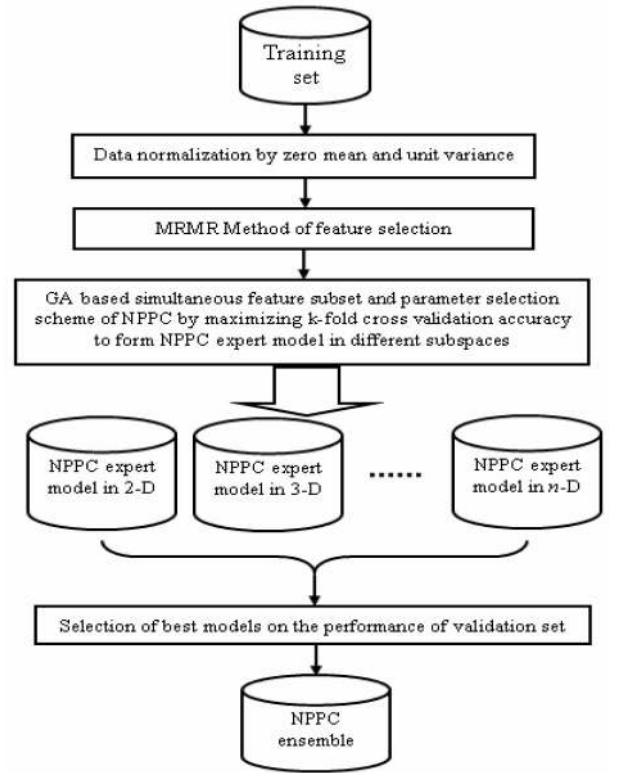 Training
set
Data normalization by zero mean and unit variance
MRMR Method of feature selection
GA based simultaneous feature subset and parameter selection
scheme of NPPC by maximizing k-fold cross validation accuracy
to form NPPC expert model in different subspaces
NPPC expert
model in 2-D
NPPC expert
model in 3-D
......
NPPC expert
model in n-D
Selection of best models on the performance of validation set
NPPC
ensemble